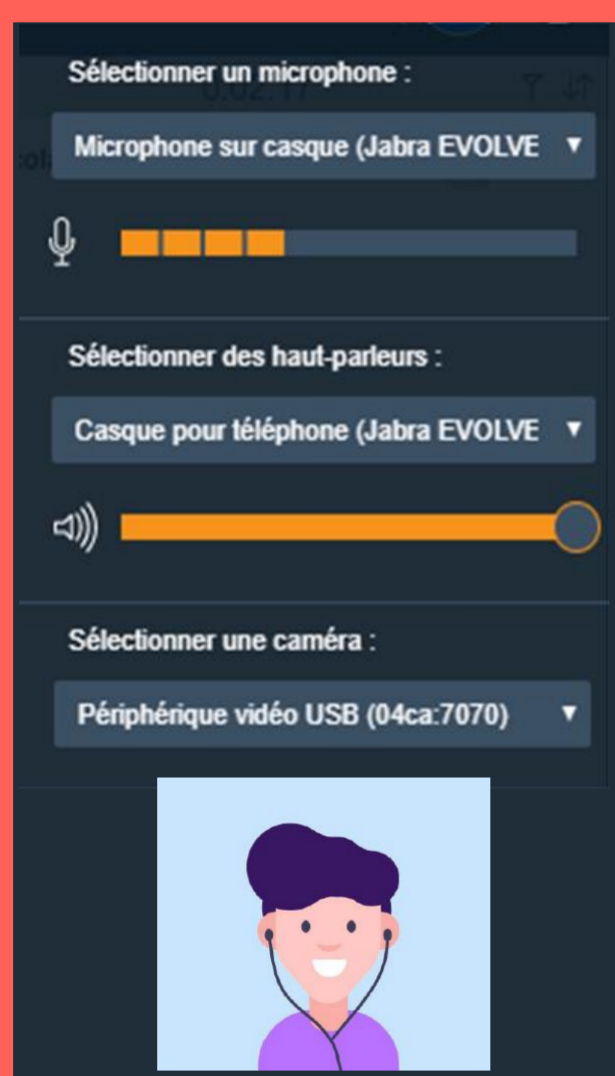 Sélectionner un microphone :
Microphone sur casque (Jabra EVOLVE
Sélectionner des haut-parleurs :
Casque pour téléphone (Jabra EVOLVE
Sélectionner une caméra :
Périphérique vidéo USB (04ca:7070)